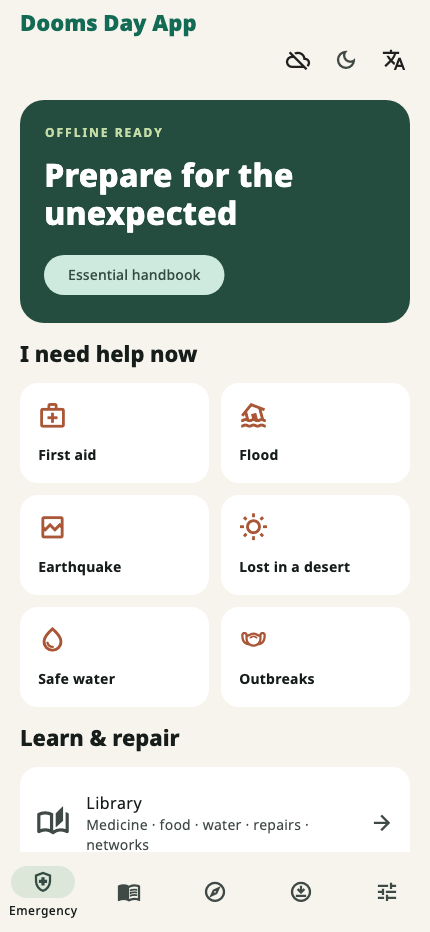 Dooms Day App
OFFLINE READY
Prepare for the
unexpected
Essential handbook
I need help now
First aid
Flood
Earthquake
Lost in a desert
Safe water
Outbreaks
Learn & repair
Library
Medicine · food · water · repairs ·
networks
Emergency